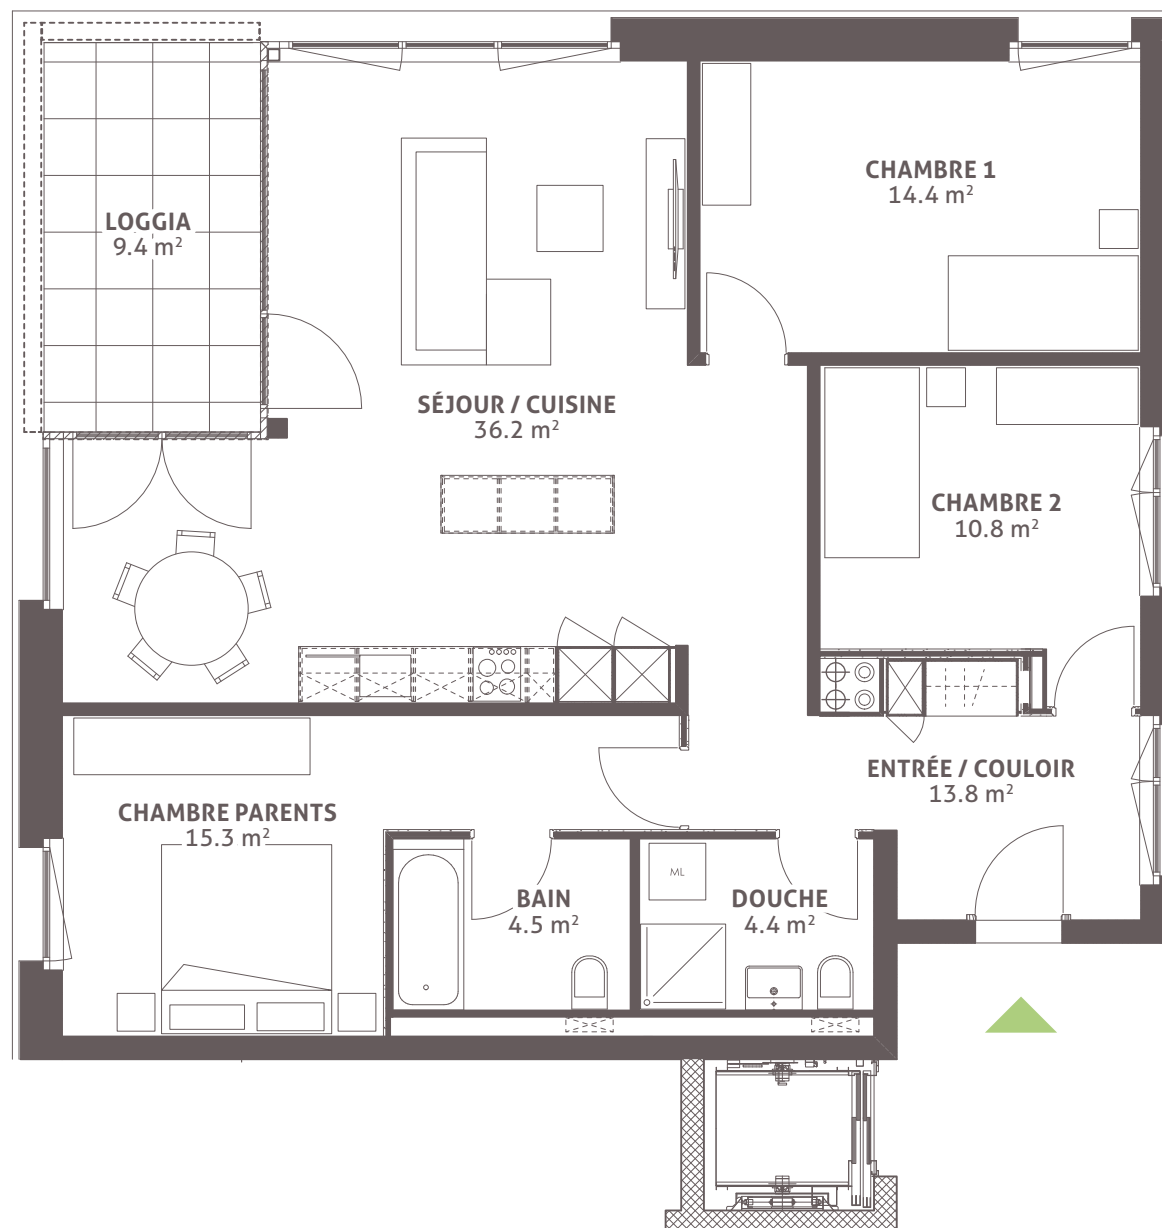 CHAMBRE 1
14.4 m²
LOGGIA
9.4 m²
SÉJOUR / CUISINE
36.2 m²
CHAMBRE 2
10.8 m²
ENTRÉE / COULOIR
13.8 m²
CHAMBRE PARENTS
15.3 m²
ML
BAIN
4.5 m²
DOUCHE
4.4 m²